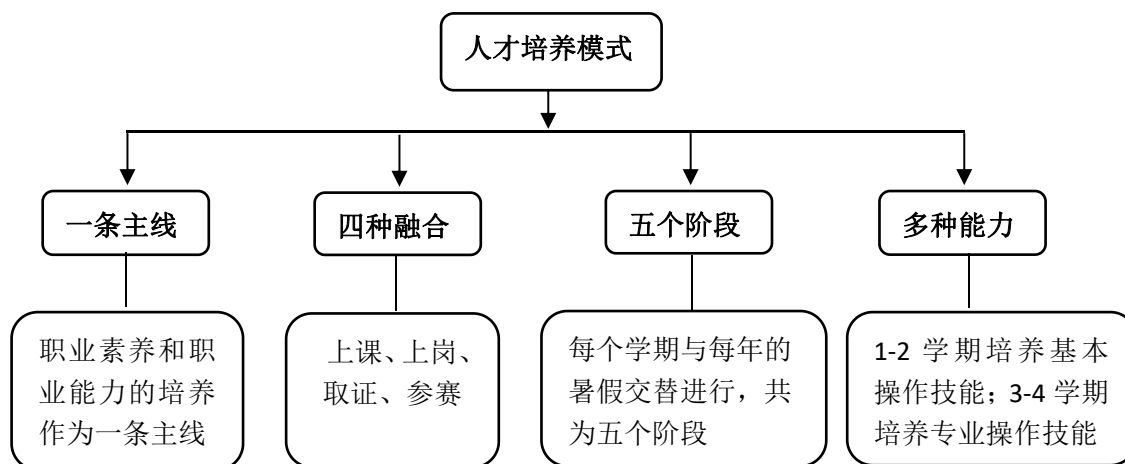 人才培养模式
一条主线
四种融合
五个阶段
多种能力
职业素养和职
业能力的培养
作为一条主线
上课、上岗、
取证、参赛
每个学期与每年的
暑假交替进行，共
为五个阶段
1-2 学期培养基本
操作技能；3-4 学期
培养专业操作技能